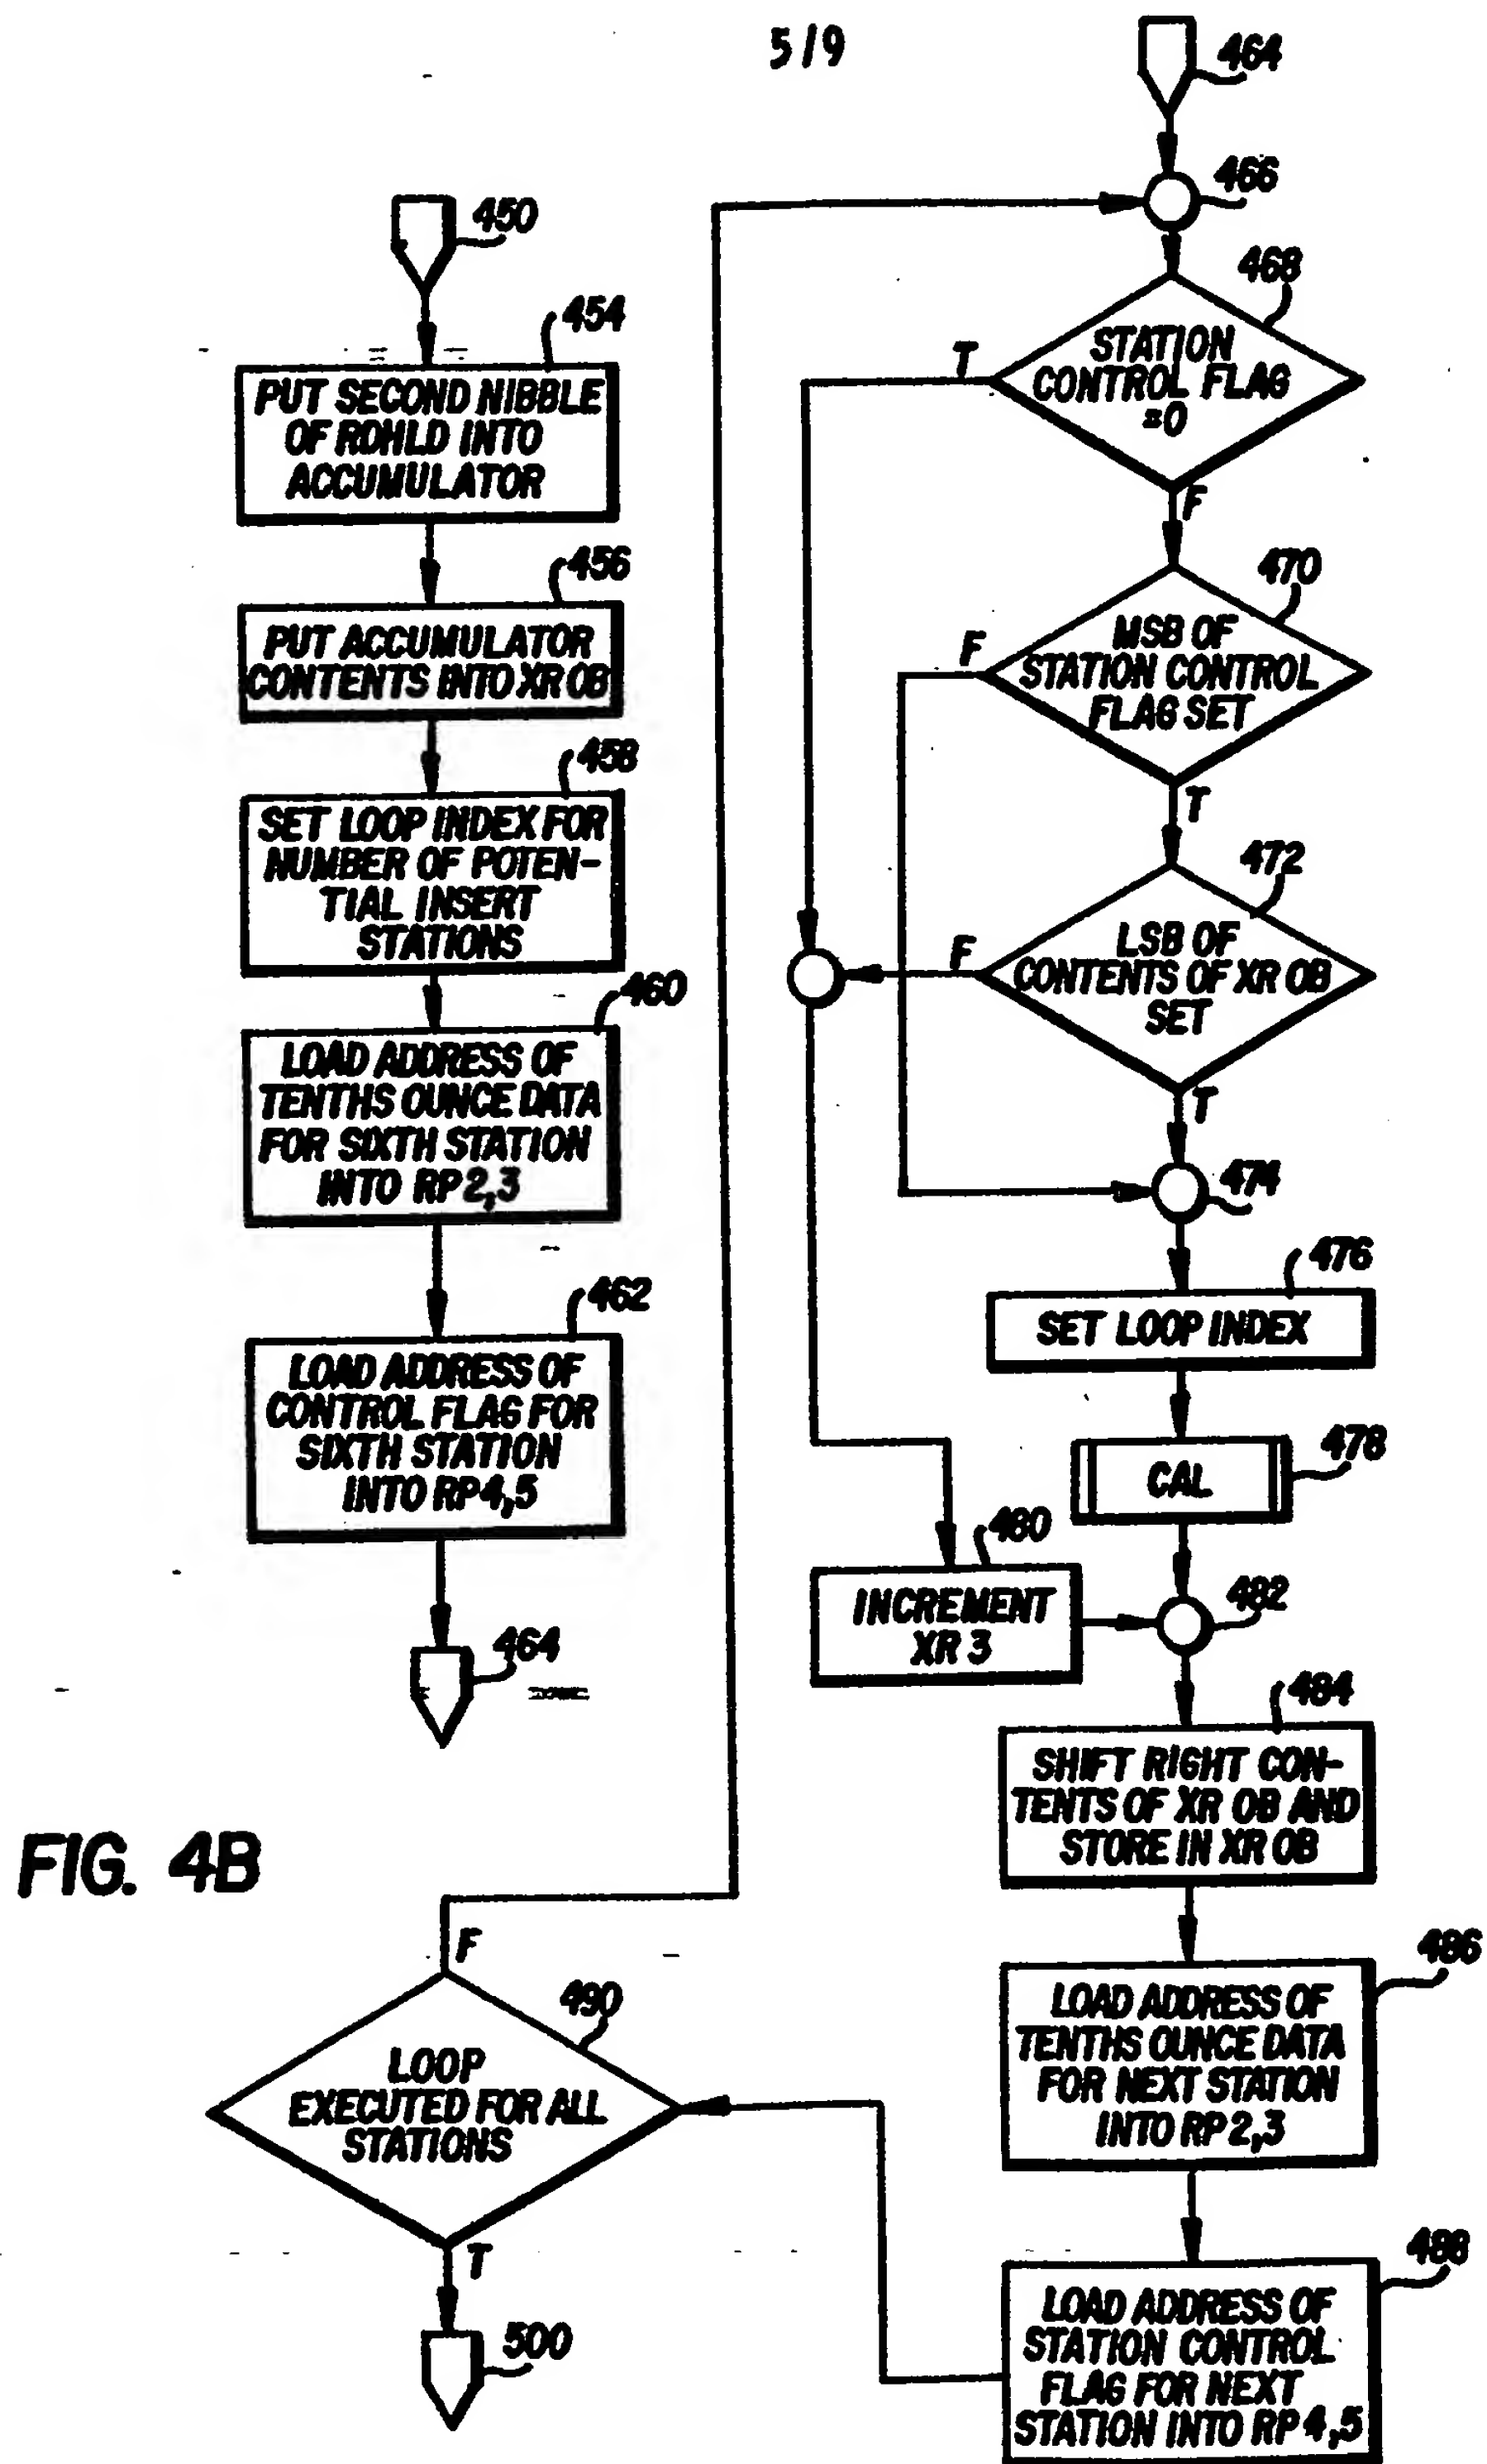 5/9
450
454
PUT SECOND NIBBLE
OF RDHLD INTO
ACCUMULATOR
456
PUT ACCUMULATOR
CONTENTS INTO XR 0B
458
SET LOOP INDEX FOR
NUMBER OF POTEN-
TIAL INSERT
STATIONS
460
LOAD ADDRESS OF
TENTHS OUNCE DATA
FOR SIXTH STATION
INTO RP 2,3
462
LOAD ADDRESS OF
CONTROL FLAG FOR
SIXTH STATION
INTO RP 4,5
464
464
466
468
STATION
CONTROL FLAG
=0
T
F
470
MSB OF
STATION CONTROL
FLAG SET
F
T
472
LSB OF
CONTENTS OF XR 0B
SET
F
T
474
476
SET LOOP INDEX
478
CAL
480
INCREMENT
XR 3
482
484
SHIFT RIGHT CON-
TENTS OF XR 0B AND
STORE IN XR 0B
486
LOAD ADDRESS OF
TENTHS OUNCE DATA
FOR NEXT STATION
INTO RP 2,3
488
LOAD ADDRESS OF
STATION CONTROL
FLAG FOR NEXT
STATION INTO RP 4,5
FIG. 4B
F
490
LOOP
EXECUTED FOR ALL
STATIONS
T
500